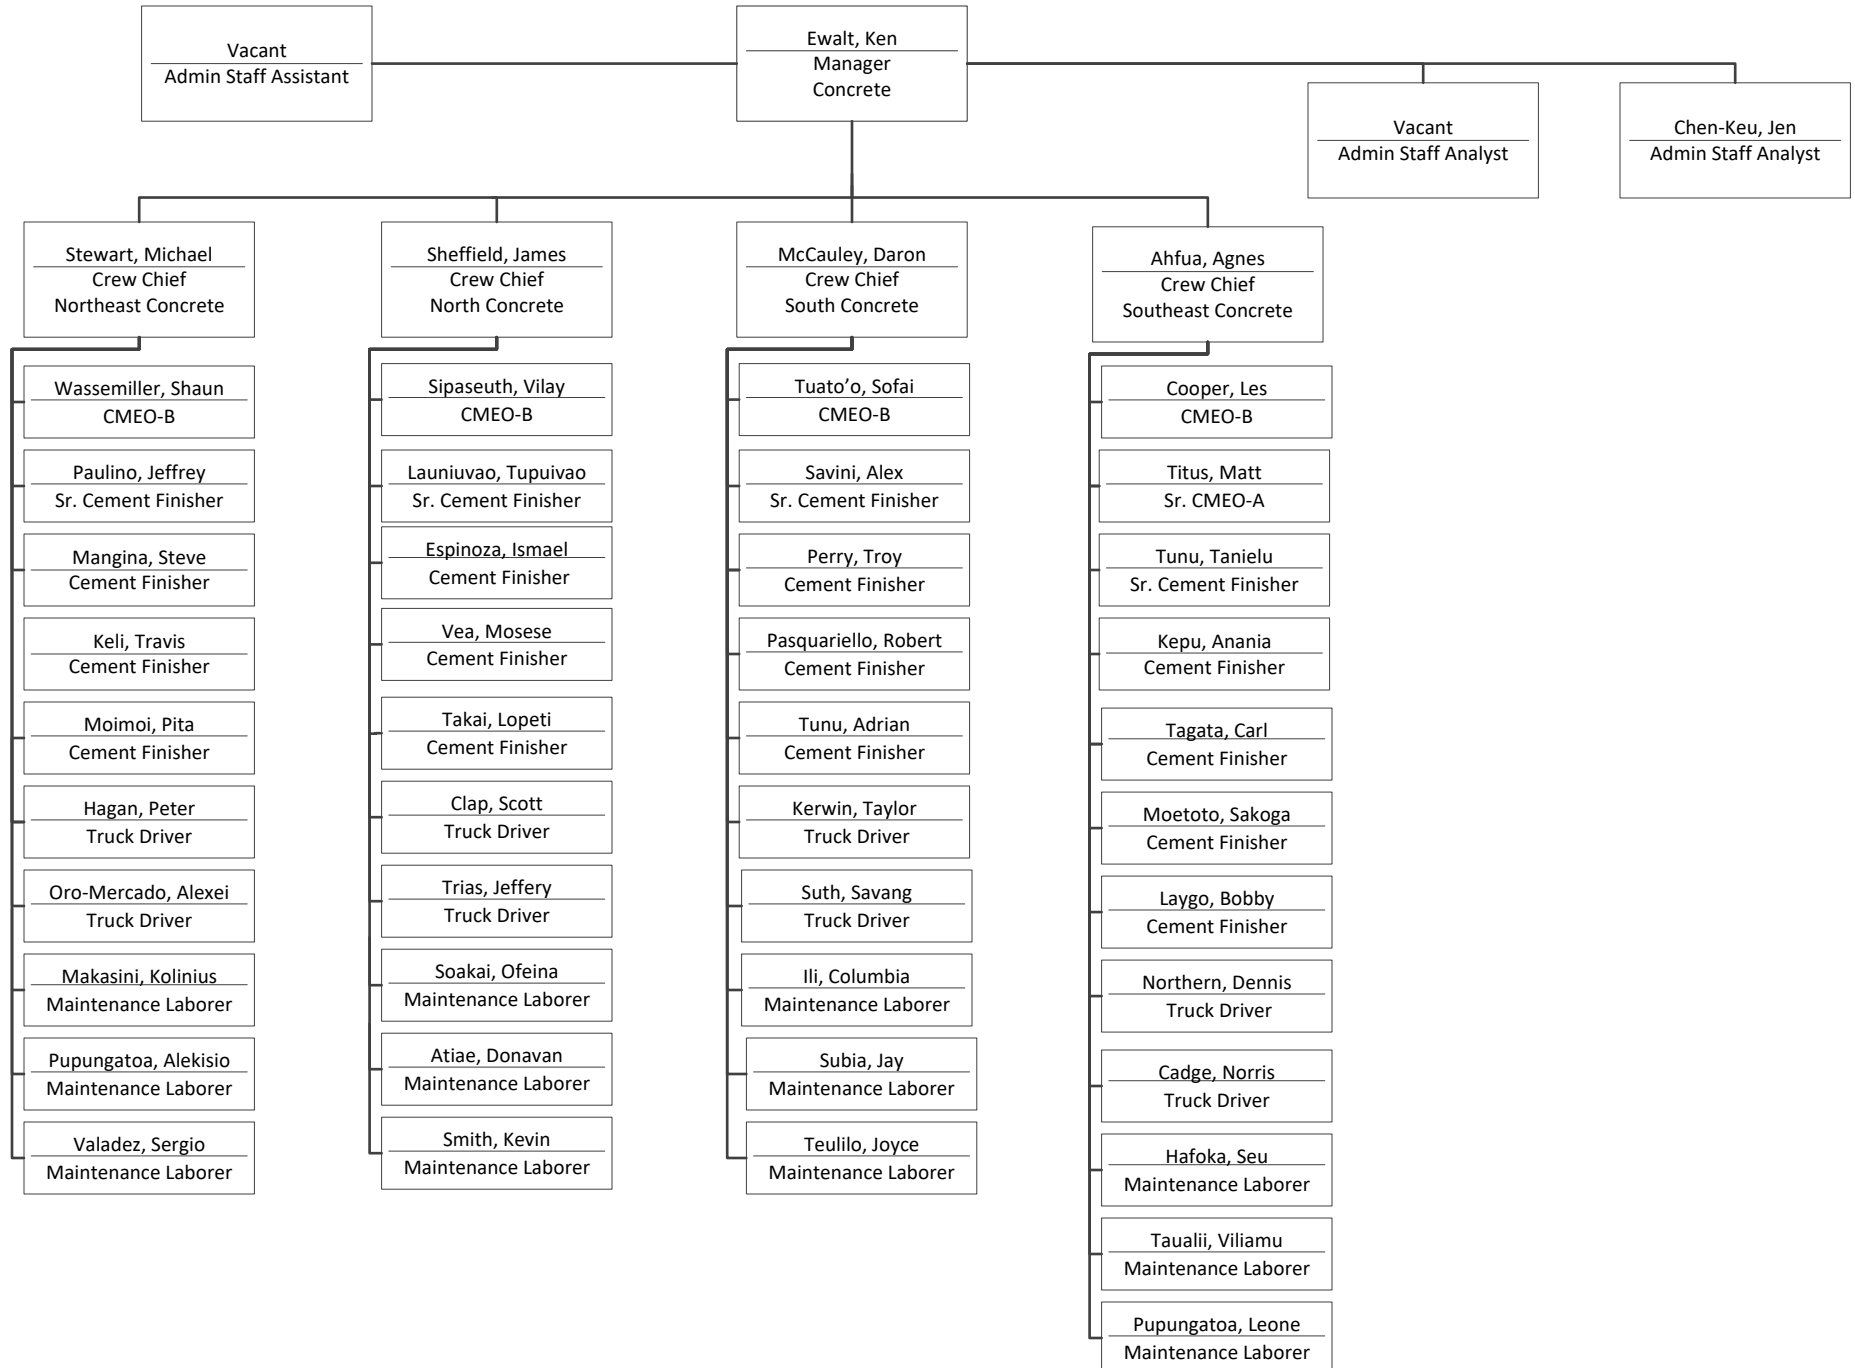 Vacant
Admin Staff Assistant
Ewalt, Ken
Manager
Concrete
Vacant
Admin Staff Analyst
Chen-Keu, Jen
Admin Staff Analyst
Stewart, Michael
Crew Chief
Northeast Concrete
Wassemiller, Shaun
CMEO-B
Paulino, Jeffrey
Sr. Cement Finisher
Mangina, Steve
Cement Finisher
Keli, Travis
Cement Finisher
Moimoi, Pita
Cement Finisher
Hagan, Peter
Truck Driver
Oro-Mercado, Alexei
Truck Driver
Makasini, Kolinius
Maintenance Laborer
Pupungatoa, Alekisio
Maintenance Laborer
Valadez, Sergio
Maintenance Laborer
Sheffield, James
Crew Chief
North Concrete
Sipaseuth, Vilay
CMEO-B
Launiuvao, Tupuivao
Sr. Cement Finisher
Espinoza, Ismael
Cement Finisher
Vea, Mosese
Cement Finisher
Takai, Lopeti
Cement Finisher
Clap, Scott
Truck Driver
Trias, Jeffery
Truck Driver
Soakai, Ofeina
Maintenance Laborer
Atiae, Donavan
Maintenance Laborer
Smith, Kevin
Maintenance Laborer
McCauley, Daron
Crew Chief
South Concrete
Tuato’o, Sofai
CMEO-B
Savini, Alex
Sr. Cement Finisher
Perry, Troy
Cement Finisher
Pasquariello, Robert
Cement Finisher
Tunu, Adrian
Cement Finisher
Kerwin, Taylor
Truck Driver
Suth, Savang
Truck Driver
Ili, Columbia
Maintenance Laborer
Subia, Jay
Maintenance Laborer
Teulilo, Joyce
Maintenance Laborer
Ahfua, Agnes
Crew Chief
Southeast Concrete
Cooper, Les
CMEO-B
Titus, Matt
Sr. CMEO-A
Tunu, Tanielu
Sr. Cement Finisher
Kepu, Anania
Cement Finisher
Tagata, Carl
Cement Finisher
Moetoto, Sakoga
Cement Finisher
Laygo, Bobby
Cement Finisher
Northern, Dennis
Truck Driver
Cadge, Norris
Truck Driver
Hafoka, Seu
Maintenance Laborer
Taualii, Viliamu
Maintenance Laborer
Pupungatoa, Leone
Maintenance Laborer